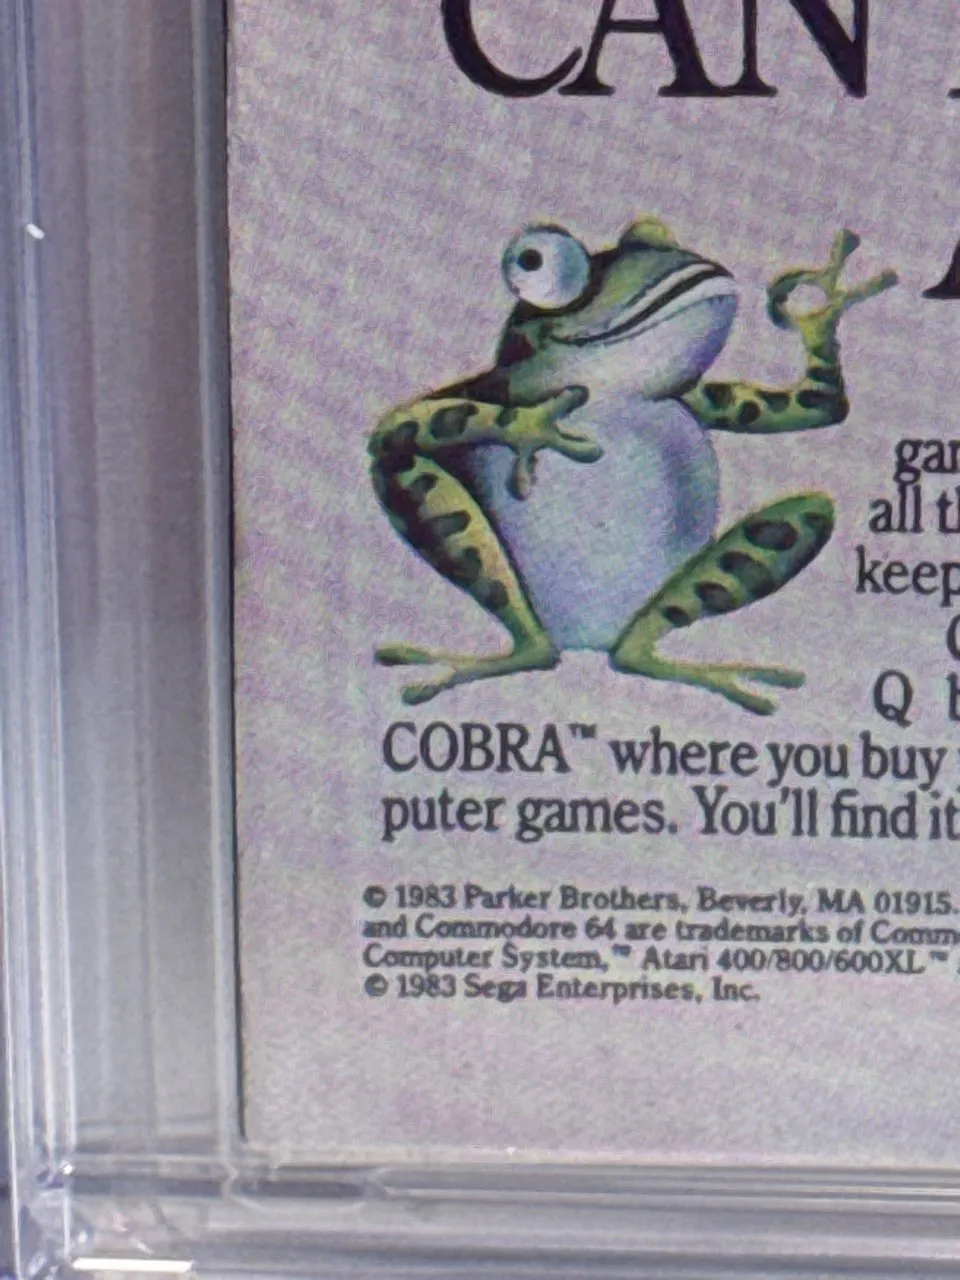 CAN
gar
all th
keep
Q b
COBRA™ where you buy
puter games. You'll find it
© 1983 Parker Brothers, Beverly, MA 01915.
and Commodore 64 are trademarks of Comm
Computer System,™ Atari 400/800/600XL™
© 1983 Sega Enterprises, Inc.